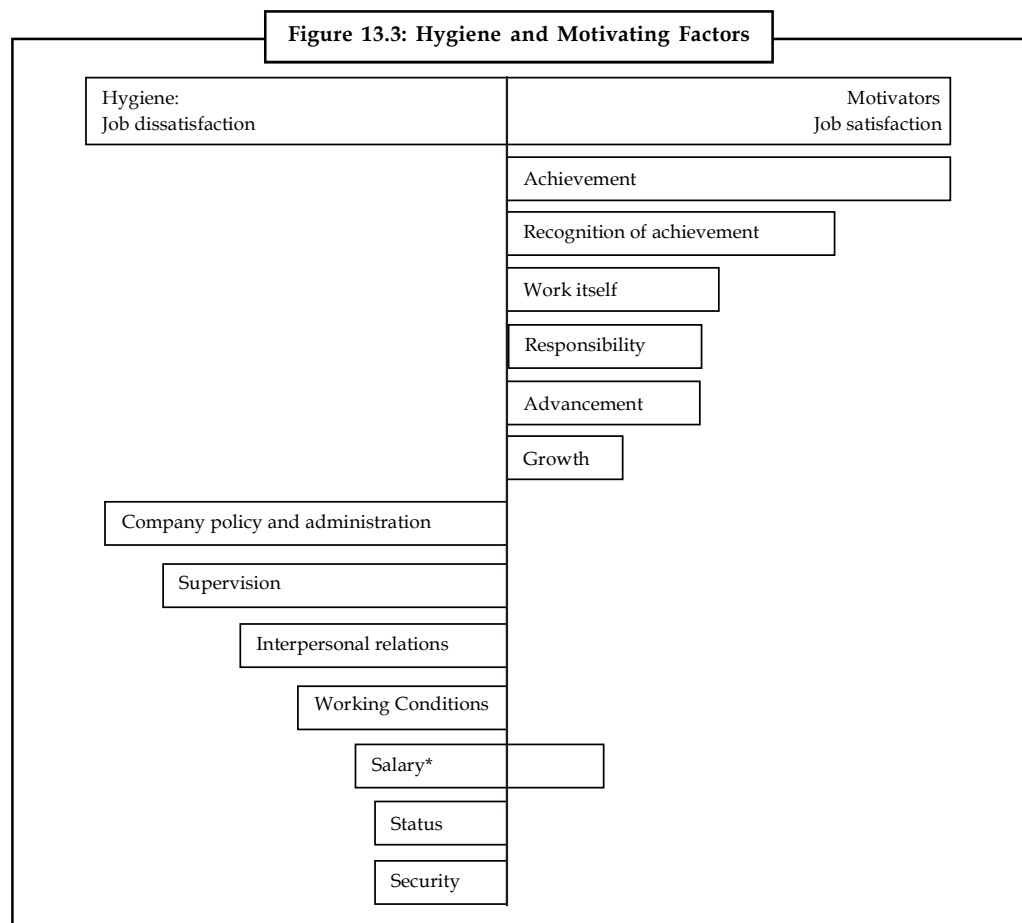 Figure 13.3: Hygiene and Motivating Factors
Hygiene:
Job dissatisfaction
Motivators
Job satisfaction
Achievement
Recognition of achievement
Work itself
Responsibility
Advancement
Growth
Company policy and administration
Supervision
Interpersonal relations
Working Conditions
Salary*
Status
Security